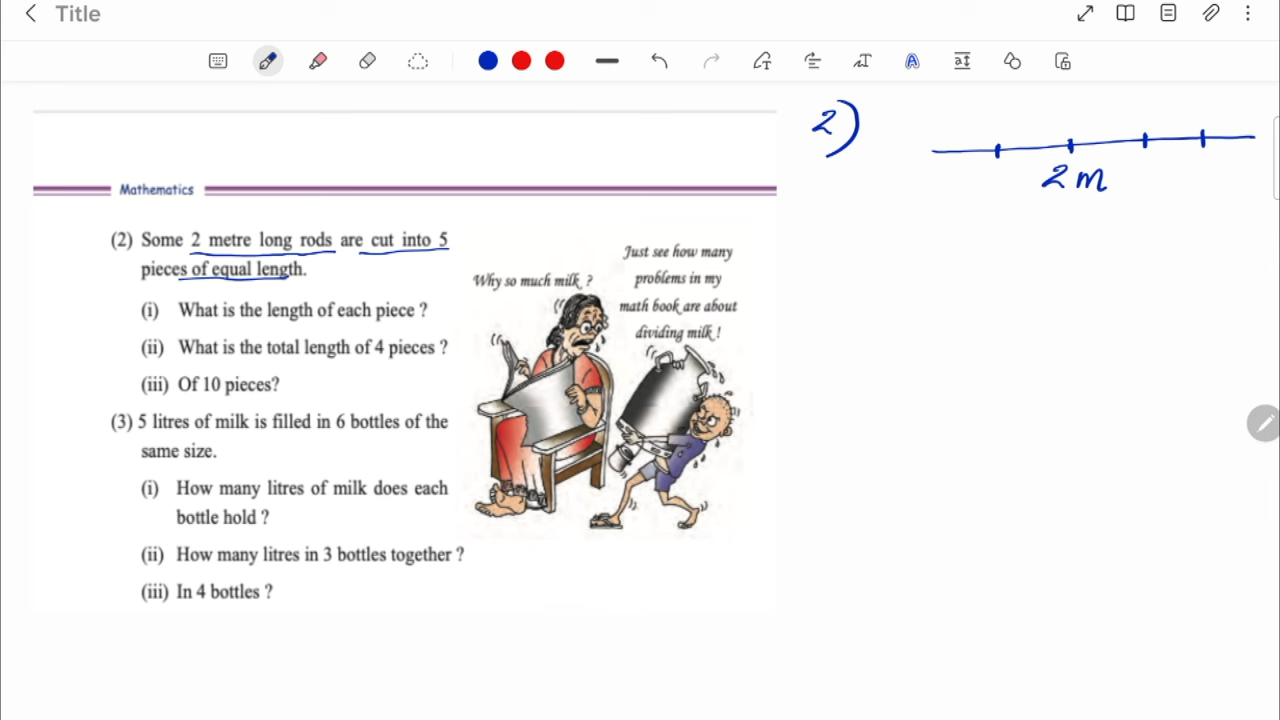 Title
2)
2 m
Mathematics
(2) Some 2 metre long rods are cut into 5
pieces of equal length.
(i) What is the length of each piece ?
(ii) What is the total length of 4 pieces ?
(iii) Of 10 pieces?
(3) 5 litres of milk is filled in 6 bottles of the
same size.
(i) How many litres of milk does each
bottle hold ?
(ii) How many litres in 3 bottles together ?
(iii) In 4 bottles ?
Why so much milk ?
Just see how many
problems in my
math book are about
dividing milk !